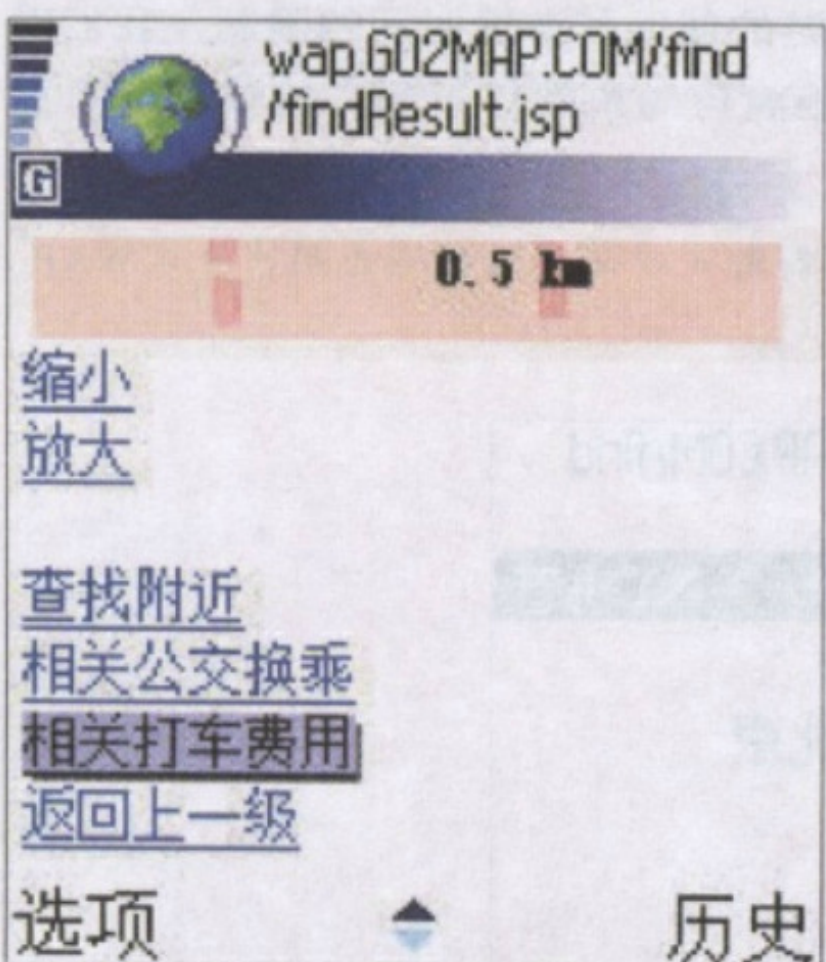 wap.GO2MAP.COM/find
/findResult.jsp
G
0.5 km
缩小
放大
查找附近
相关公交换乘
相关打车费用
返回上一级
选项
历史